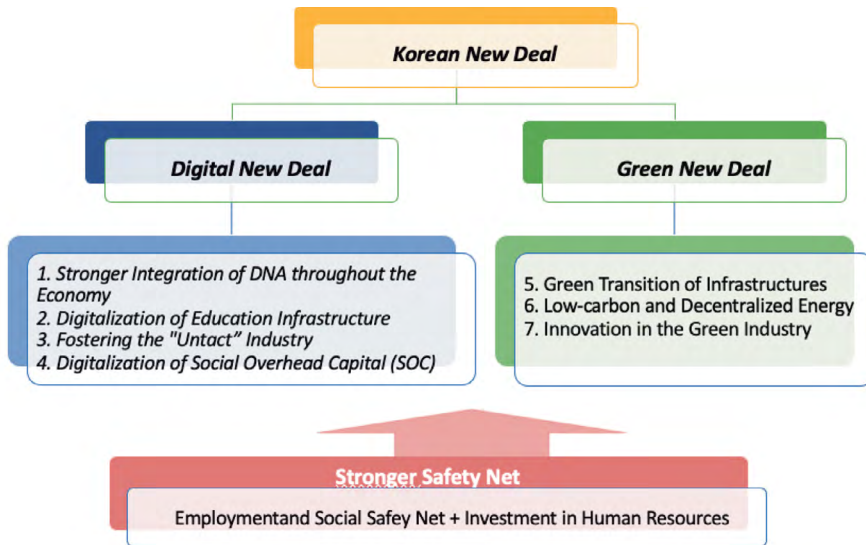 Korean New Deal
Digital New Deal
Green New Deal
1. Stronger Integration of DNA throughout the
Economy
2. Digitalization of Education Infrastructure
3. Fostering the "Untact” Industry
4. Digitalization of Social Overhead Capital (SOC)
5. Green Transition of Infrastructures
6. Low-carbon and Decentralized Energy
7. Innovation in the Green Industry
Stronger Safety Net
Employmentand Social Safey Net + Investment in Human Resources